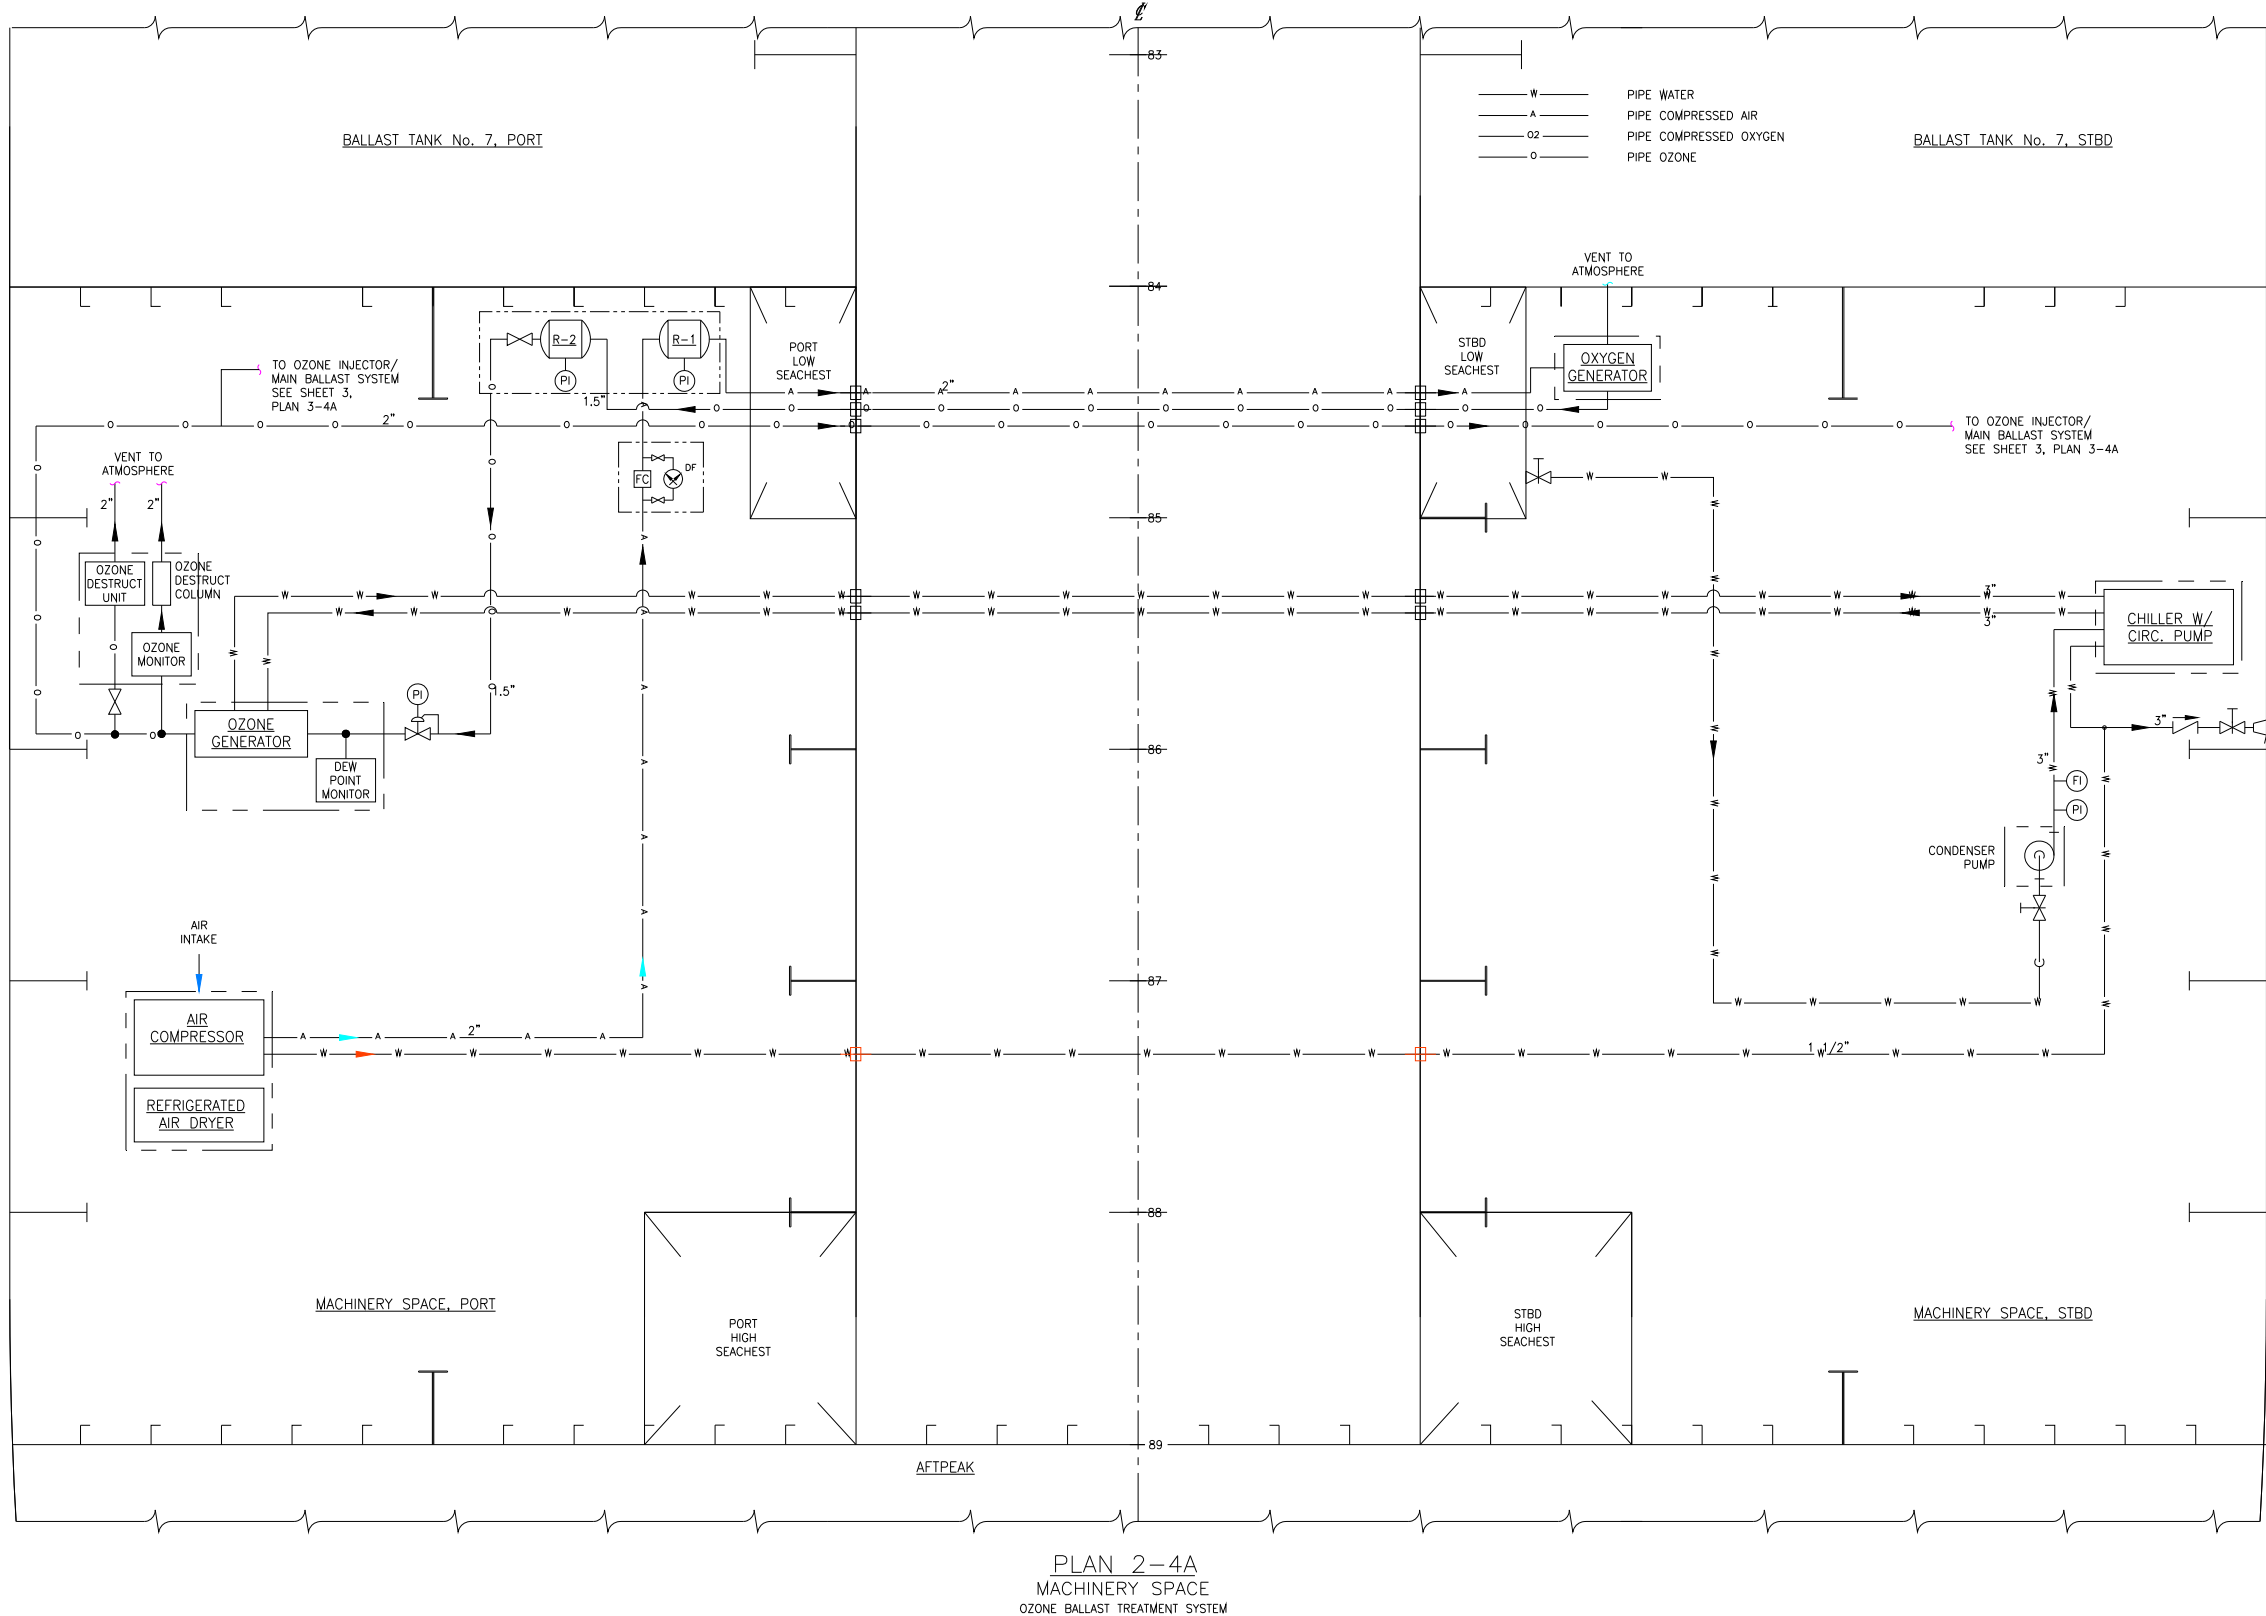 ℄
83
W PIPE WATER
A PIPE COMPRESSED AIR
O2 PIPE COMPRESSED OXYGEN
O PIPE OZONE
BALLAST TANK No. 7, PORT
BALLAST TANK No. 7, STBD
VENT TO
ATMOSPHERE
84
R-2
R-1
PI
PI
PORT
LOW
SEACHEST
STBD
LOW
SEACHEST
OXYGEN
GENERATOR
TO OZONE INJECTOR/
MAIN BALLAST SYSTEM
SEE SHEET 3,
PLAN 3-4A
1.5"
2"
2"
TO OZONE INJECTOR/
MAIN BALLAST SYSTEM
SEE SHEET 3, PLAN 3-4A
VENT TO
ATMOSPHERE
2"
2"
FC
DF
85
OZONE
DESTRUCT
UNIT
OZONE
DESTRUCT
COLUMN
OZONE
MONITOR
3"
3"
CHILLER W/
CIRC. PUMP
1.5"
PI
OZONE
GENERATOR
DEW
POINT
MONITOR
86
3"
3"
FI
PI
CONDENSER
PUMP
AIR
INTAKE
87
AIR
COMPRESSOR
2"
1 1/2"
REFRIGERATED
AIR DRYER
88
MACHINERY SPACE, PORT
PORT
HIGH
SEACHEST
STBD
HIGH
SEACHEST
MACHINERY SPACE, STBD
89
AFTPEAK
PLAN 2-4A
MACHINERY SPACE
OZONE BALLAST TREATMENT SYSTEM